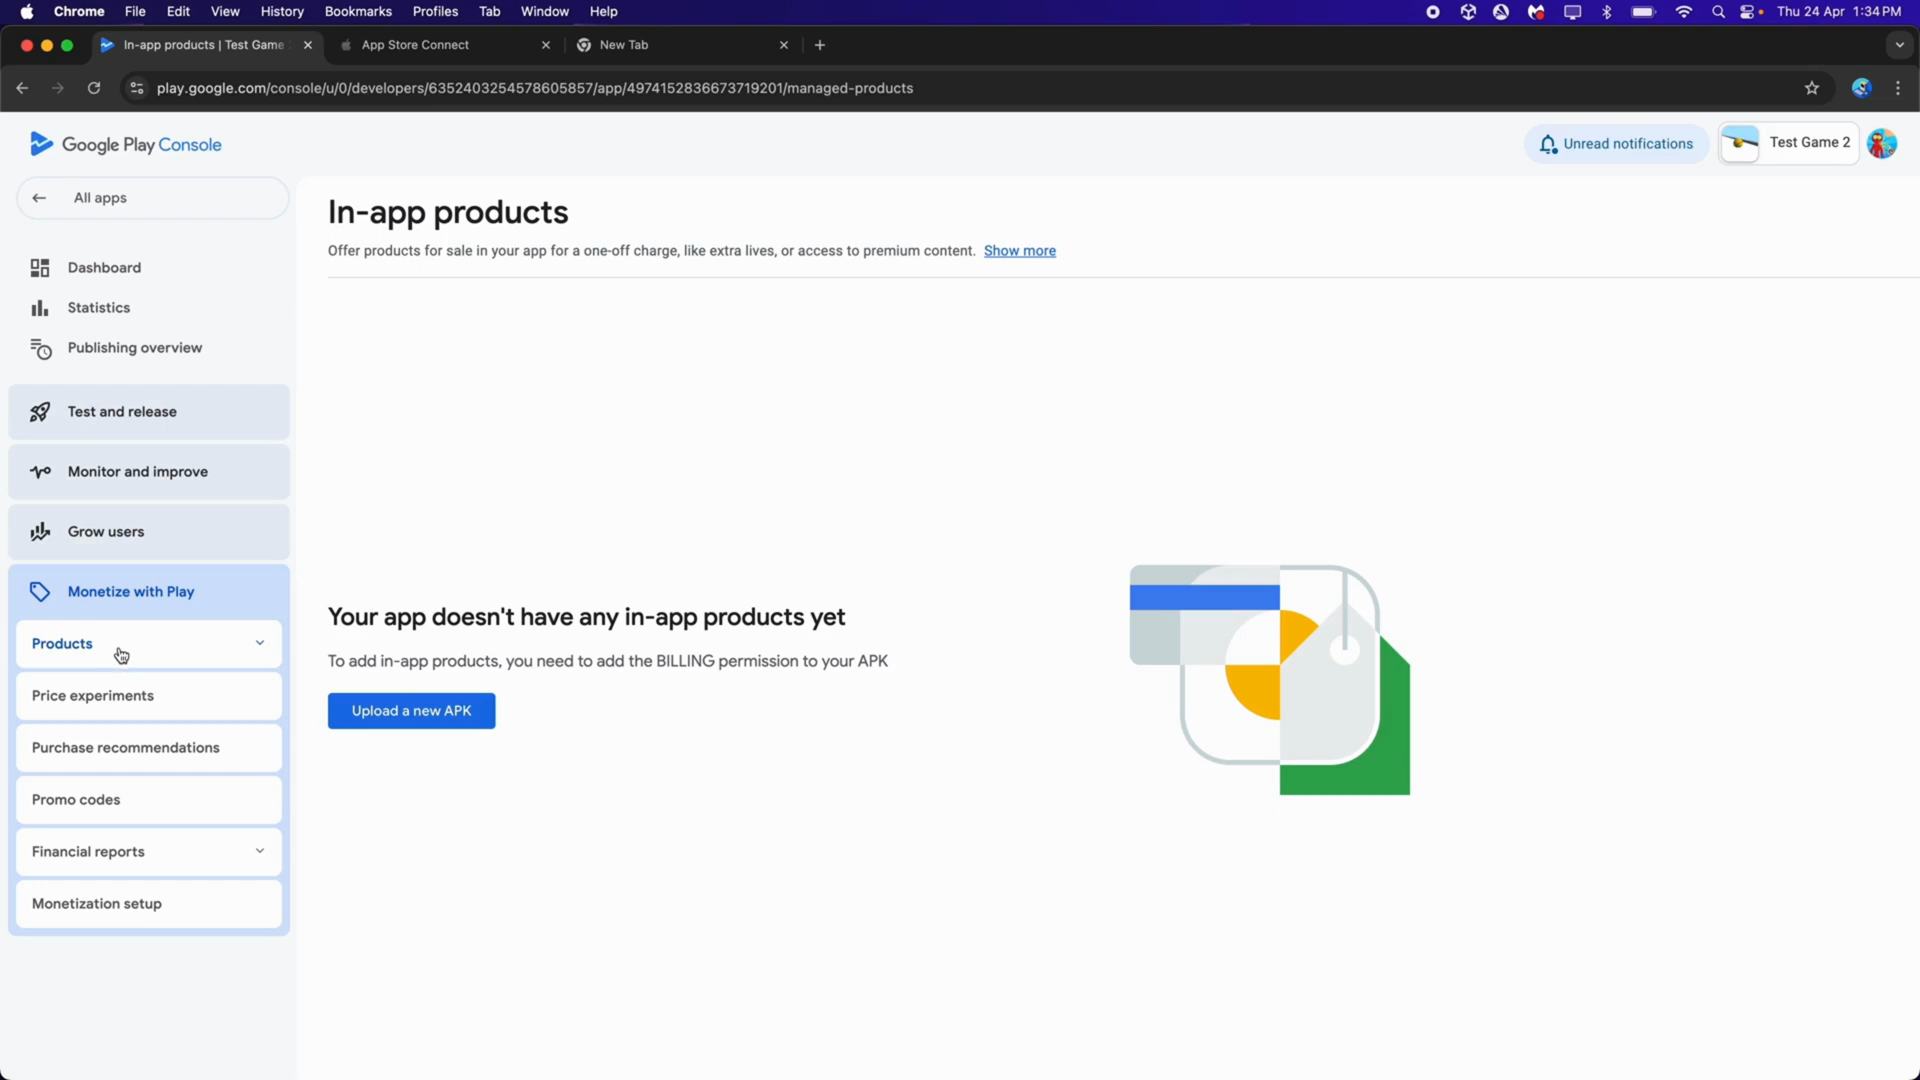 Chrome File Edit View History Bookmarks Profiles Tab Window Help Thu 24 Apr 1:34 PM
In-app products | Test Game App Store Connect New Tab
play.google.com/console/u/0/developers/6352403254578605857/app/4974152836673719201/managed-products
Google Play Console Unread notifications Test Game 2
All apps
In-app products
Offer products for sale in your app for a one-off charge, like extra lives, or access to premium content. Show more
Dashboard
Statistics
Publishing overview
Test and release
Monitor and improve
Grow users
Monetize with Play
Products
Price experiments
Purchase recommendations
Promo codes
Financial reports
Monetization setup
Your app doesn't have any in-app products yet
To add in-app products, you need to add the BILLING permission to your APK
Upload a new APK